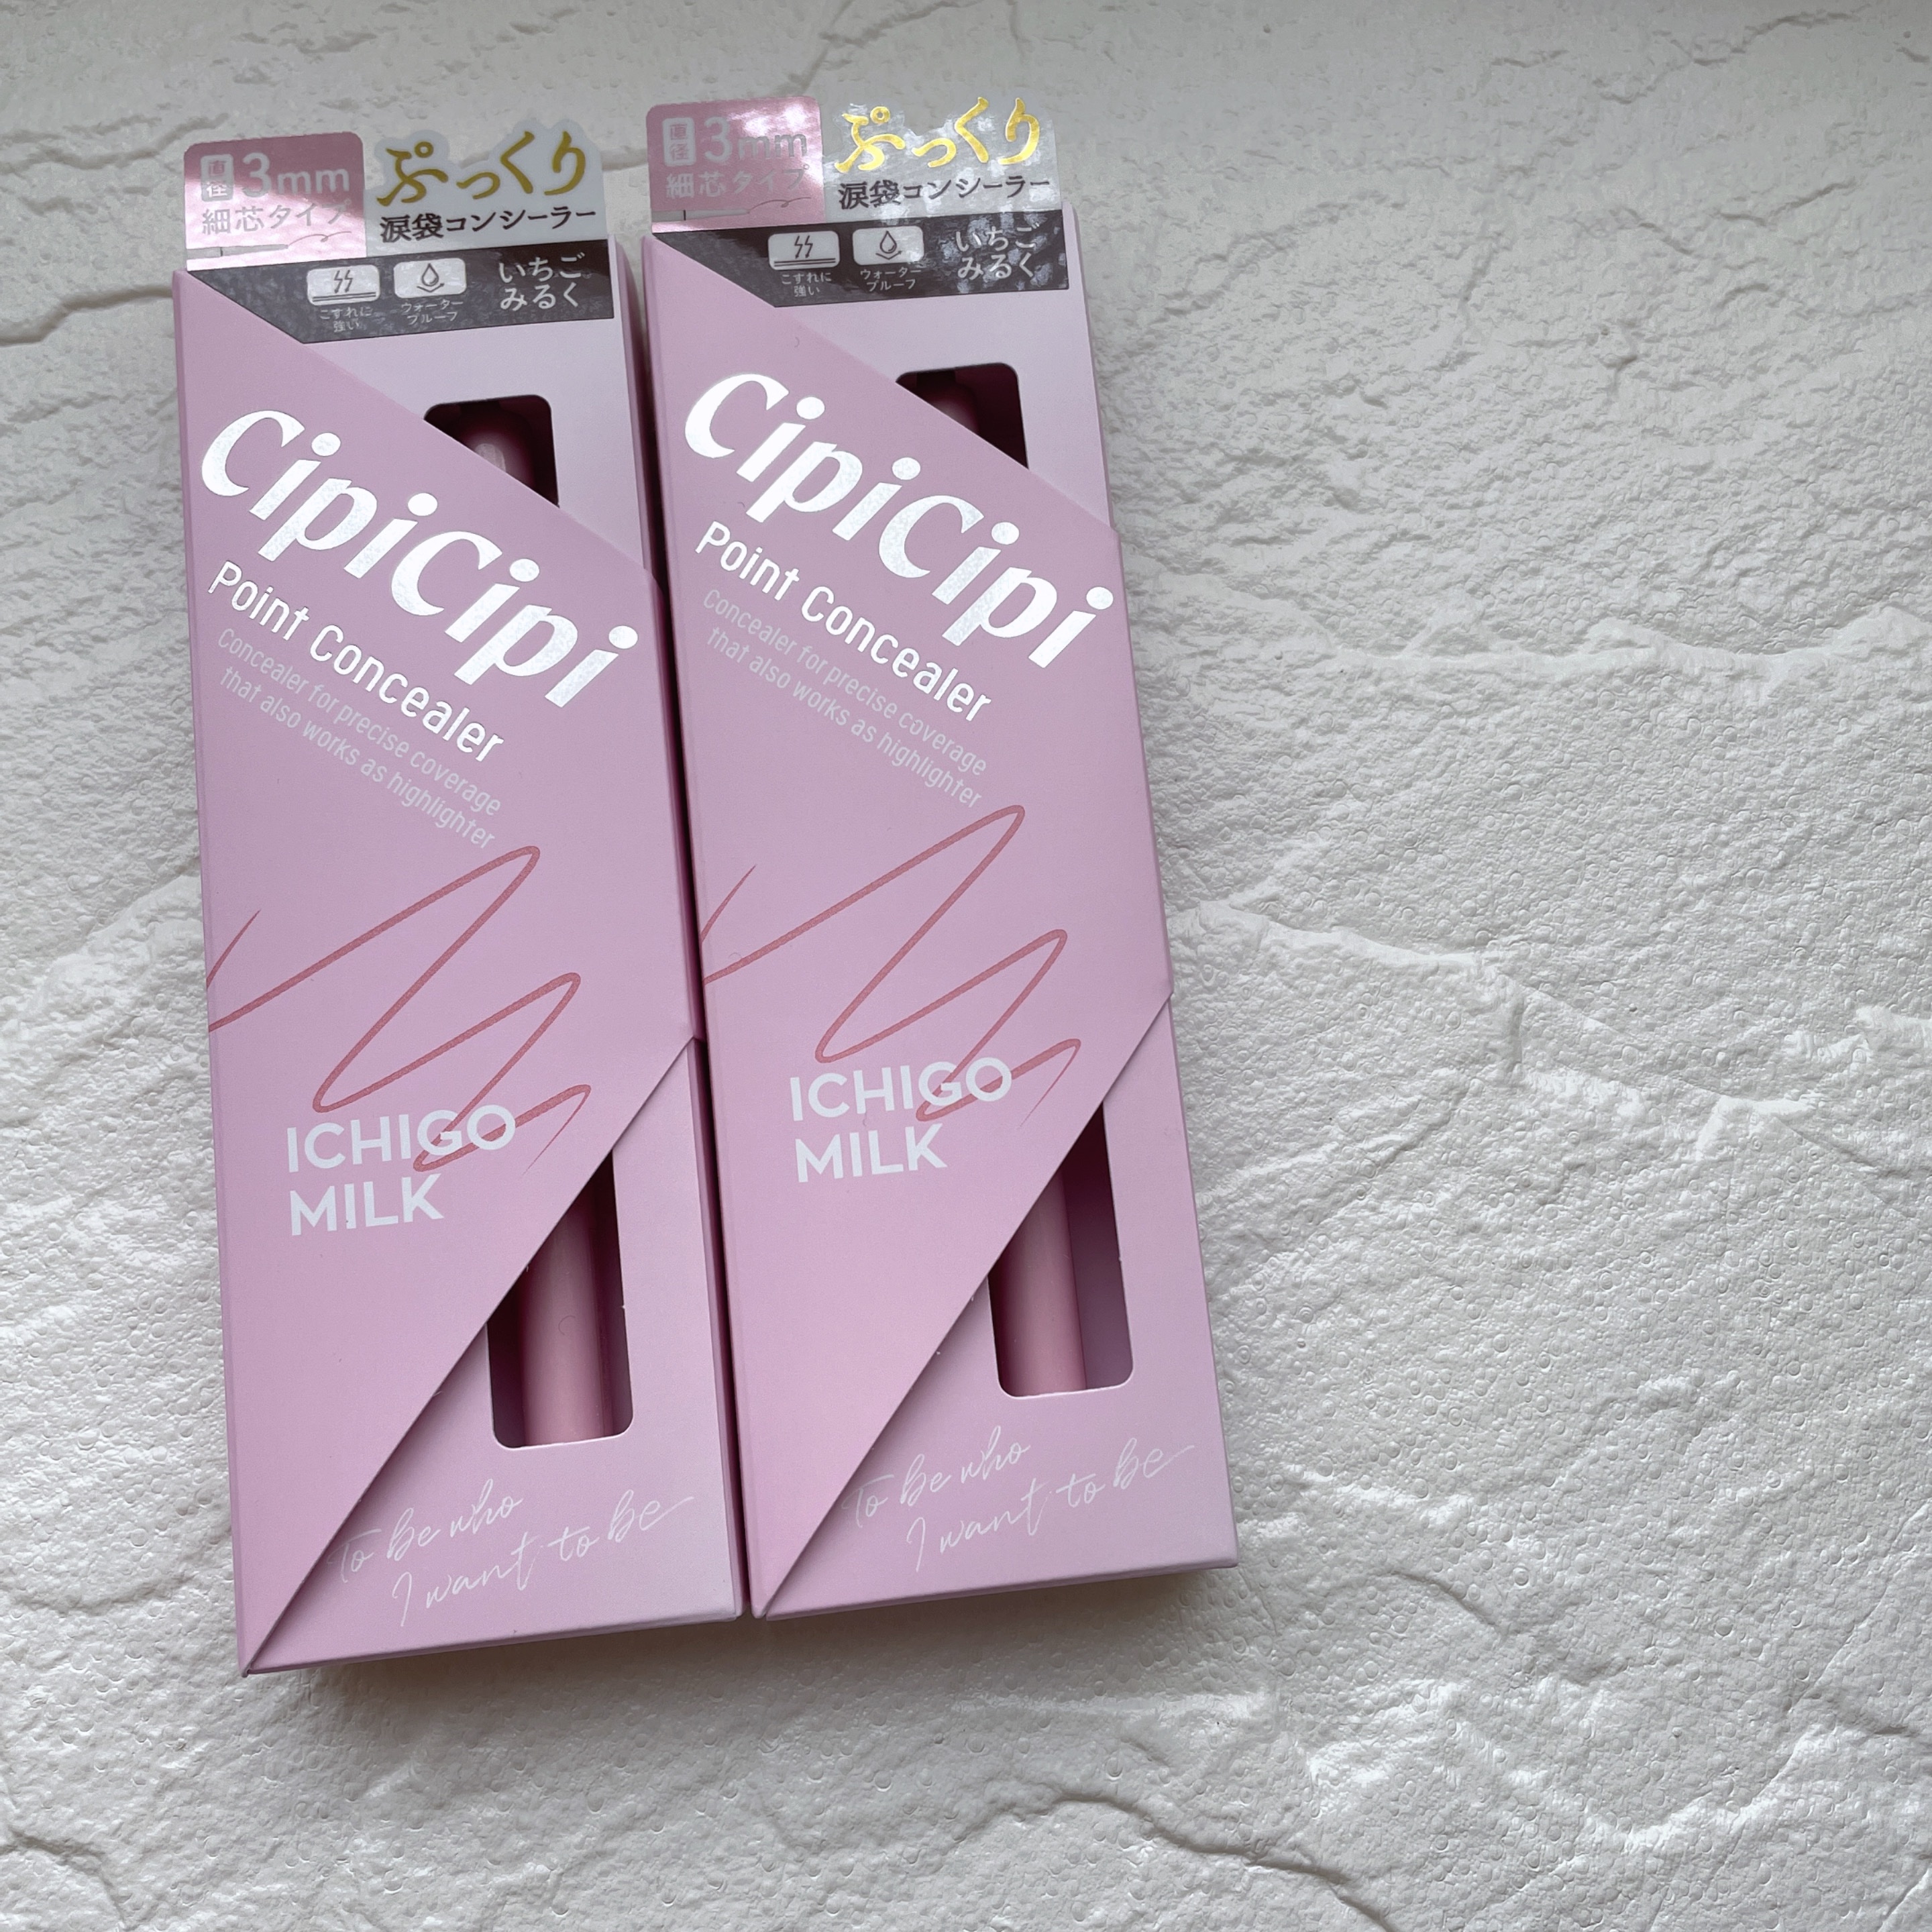 直径3mm
細芯タイプ
ぷっくり
涙袋コンシーラー
こすれに
強い
ウォーター
プルーフ
いちご
みるく
CipiCipi
Point Concealer
Concealer for precise coverage
that also works as highlighter
ICHIGO
MILK
To be who
I want to be
直径3mm
細芯タイプ
ぷっくり
涙袋コンシーラー
こすれに
強い
ウォーター
プルーフ
いちご
みるく
CipiCipi
Point Concealer
Concealer for precise coverage
that also works as highlighter
ICHIGO
MILK
To be who
I want to be